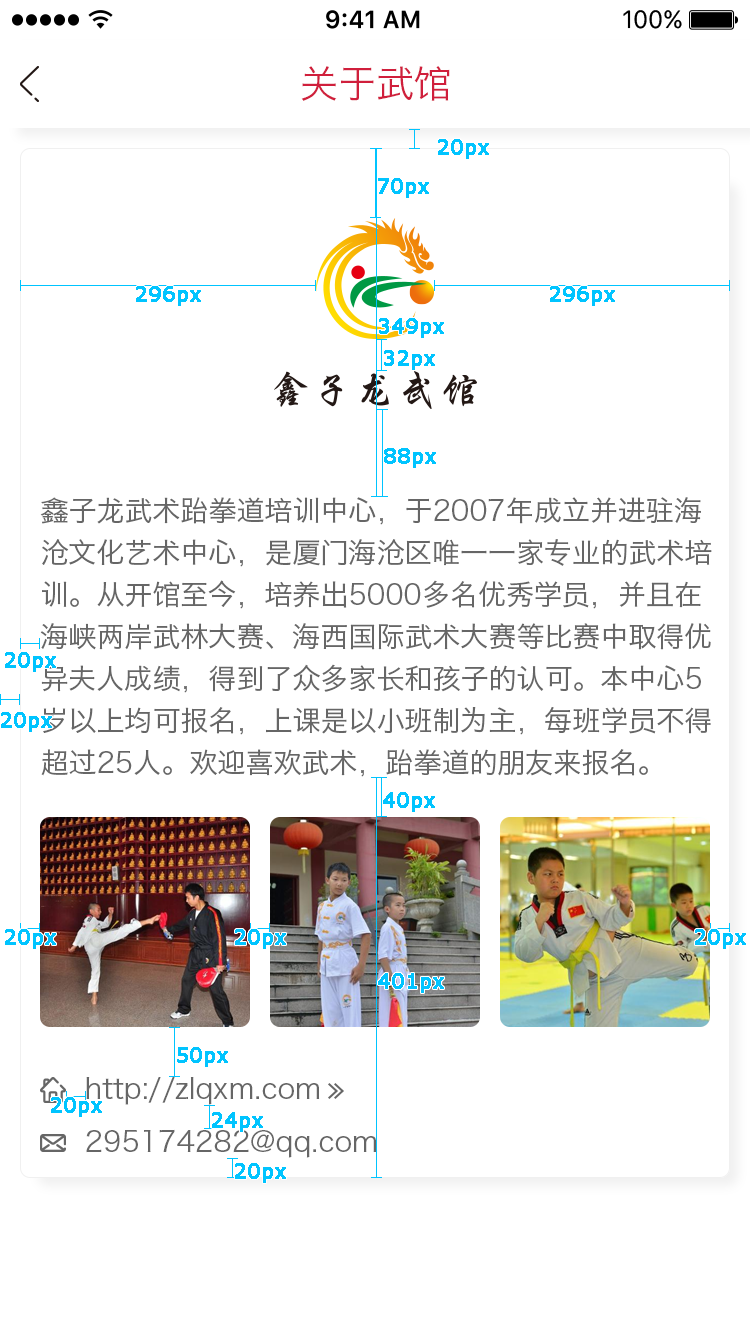 9:41 AM 100%
关于武馆
20px
70px
296px 296px
349px
32px
鑫子龙武馆
88px
鑫子龙武术跆拳道培训中心，于2007年成立并进驻海
沧文化艺术中心，是厦门海沧区唯一一家专业的武术培
训。从开馆至今，培养出5000多名优秀学员，并且在
海峡两岸武林大赛、海西国际武术大赛等比赛中取得优
20px
异夫人成绩，得到了众多家长和孩子的认可。本中心5
20px
岁以上均可报名，上课是以小班制为主，每班学员不得
超过25人。欢迎喜欢武术，跆拳道的朋友来报名。
40px
20px 20px 20px
401px
50px
http://zlqxm.com
20px
24px
295174282@qq.com
20px